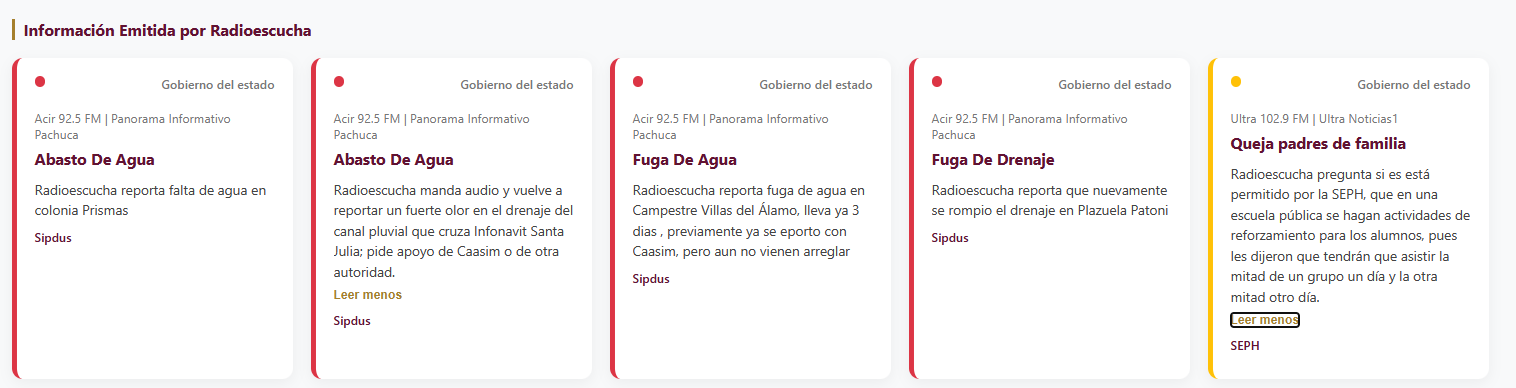 Información Emitida por Radioescucha
Gobierno del estado
Acir 92.5 FM | Panorama Informativo
Pachuca
Abasto De Agua
Radioescucha reporta falta de agua en
colonia Prismas
Sipdus
Gobierno del estado
Acir 92.5 FM | Panorama Informativo
Pachuca
Abasto De Agua
Radioescucha manda audio y vuelve a
reportar un fuerte olor en el drenaje del
canal pluvial que cruza Infonavit Santa
Julia; pide apoyo de Caasim o de otra
autoridad.
Leer menos
Sipdus
Gobierno del estado
Acir 92.5 FM | Panorama Informativo
Pachuca
Fuga De Agua
Radioescucha reporta fuga de agua en
Campestre Villas del Álamo, lleva ya 3
dias , previamente ya se eporto con
Caasim, pero aun no vienen arreglar
Sipdus
Gobierno del estado
Acir 92.5 FM | Panorama Informativo
Pachuca
Fuga De Drenaje
Radioescucha reporta que nuevamente
se rompio el drenaje en Plazuela Patoni
Sipdus
Gobierno del estado
Ultra 102.9 FM | Ultra Noticias1
Queja padres de familia
Radioescucha pregunta si es está
permitido por la SEPH, que en una
escuela pública se hagan actividades de
reforzamiento para los alumnos, pues
les dijeron que tendrán que asistir la
mitad de un grupo un día y la otra
mitad otro día.
Leer menos
SEPH